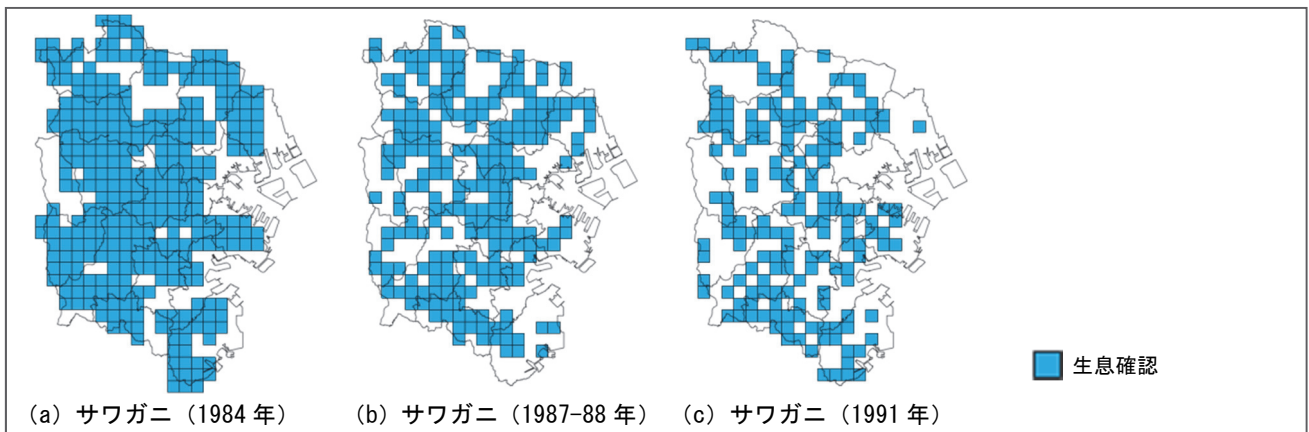 生息確認
(a) サワガニ (1984 年)
(b) サワガニ (1987-88 年)
(c) サワガニ (1991 年)